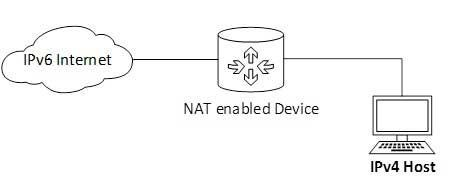 IPv6 Internet
NAT enabled Device
IPv4 Host